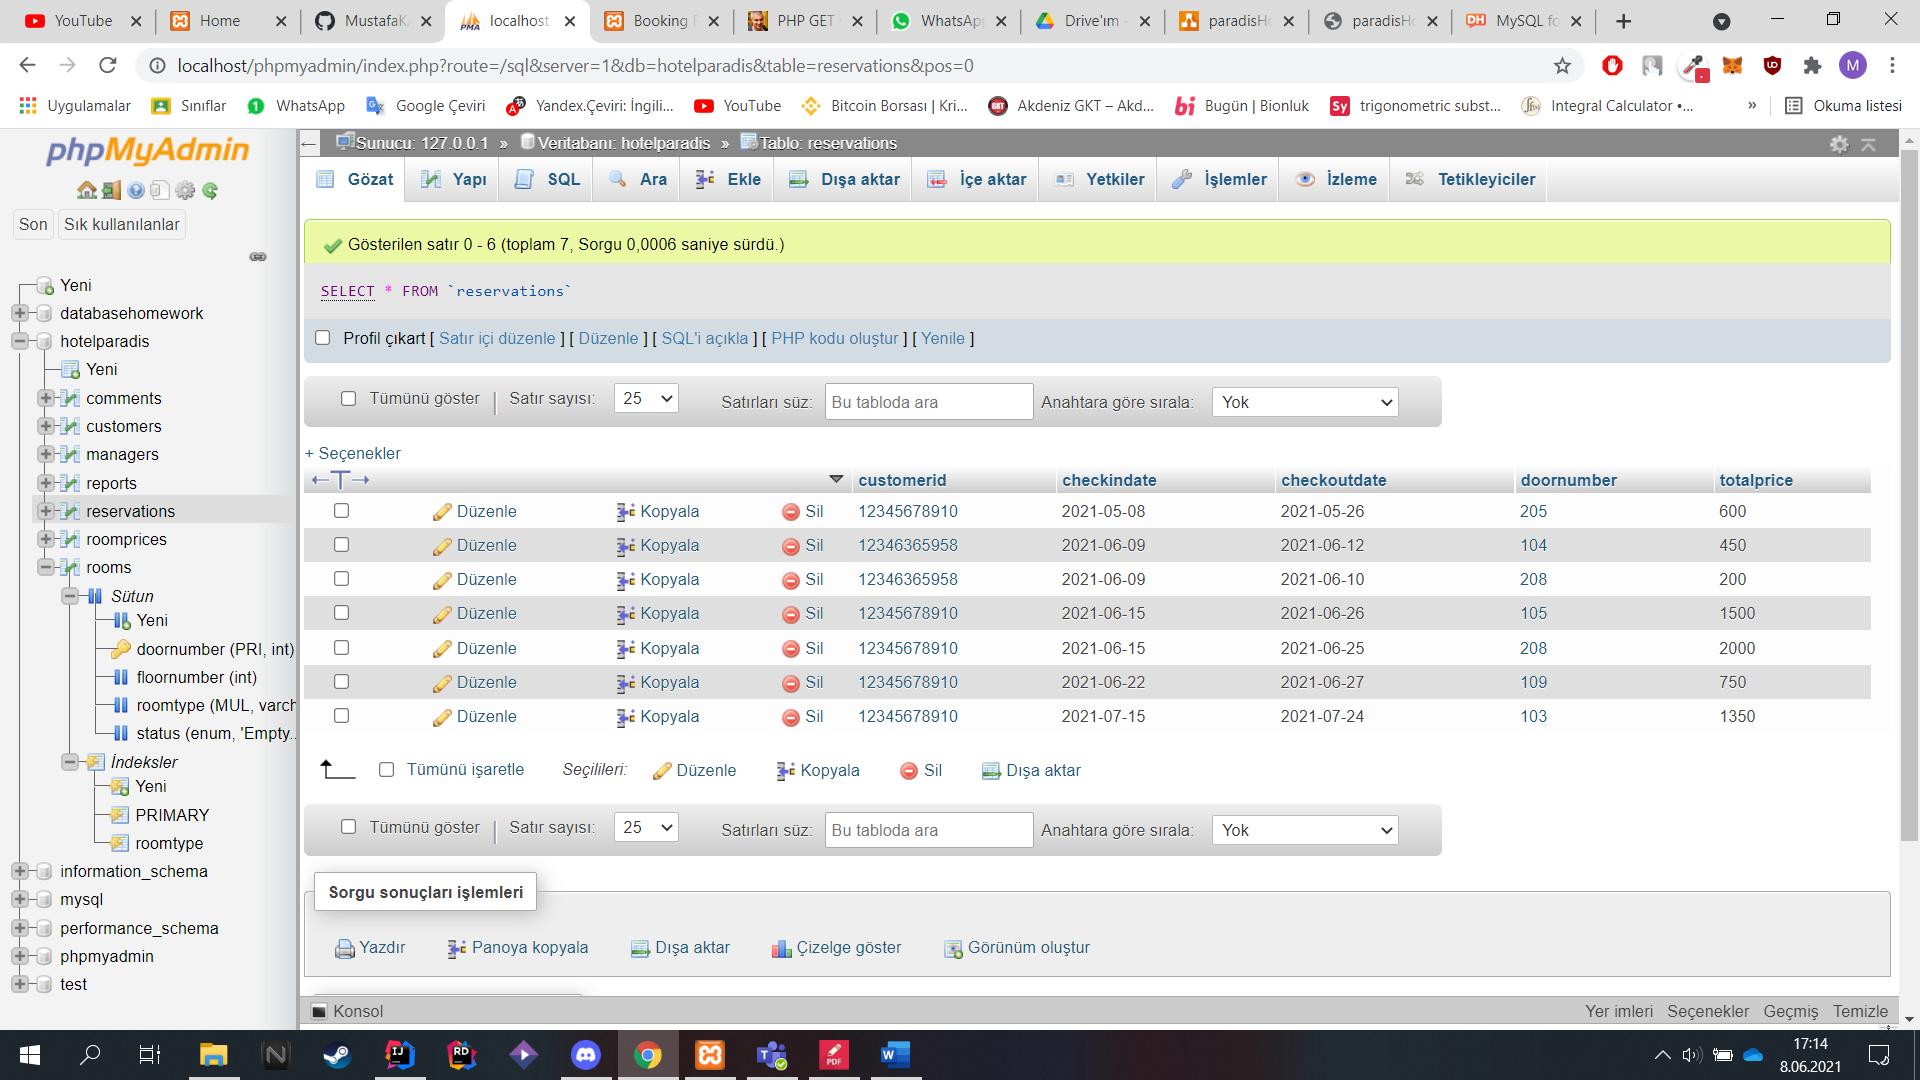 YouTube
Home
MustafaKA
localhost
Booking F
PHP GET
WhatsApp
Drive'ım
paradisHo
paradisHo
MySQL fo
localhost/phpmyadmin/index.php?route=/sql&server=1&db=hotelparadis&table=reservations&pos=0
M
Uygulamalar
Sınıflar
WhatsApp
Google Çeviri
Yandex.Çeviri: İngili...
YouTube
Bitcoin Borsası | Kri...
Akdeniz GKT – Akd...
Bugün | Bionluk
trigonometric subst...
Integral Calculator •...
»
Okuma listesi
phpMyAdmin
Son
Sık kullanılanlar
Yeni
databasehomework
hotelparadis
Yeni
comments
customers
managers
reports
reservations
roomprices
rooms
Sütun
Yeni
doornumber (PRI, int)
floornumber (int)
roomtype (MUL, varch
status (enum, 'Empty..
İndeksler
Yeni
PRIMARY
roomtype
information_schema
mysql
performance_schema
phpmyadmin
test
Sunucu: 127.0.0.1 » Veritabanı: hotelparadis » Tablo: reservations
Gözat
Yapı
SQL
Ara
Ekle
Dışa aktar
İçe aktar
Yetkiler
İşlemler
İzleme
Tetikleyiciler
Gösterilen satır 0 - 6 (toplam 7, Sorgu 0,0006 saniye sürdü.)
SELECT * FROM `reservations`
Profil çıkart [ Satır içi düzenle ] [ Düzenle ] [ SQL'i açıkla ] [ PHP kodu oluştur ] [ Yenile ]
Tümünü göster | Satır sayısı: 25 Satırları süz: Bu tabloda ara Anahtara göre sırala: Yok
+ Seçenekler
customerid checkindate checkoutdate doornumber totalprice
Düzenle Kopyala Sil 12345678910 2021-05-08 2021-05-26 205 600
Düzenle Kopyala Sil 12346365958 2021-06-09 2021-06-12 104 450
Düzenle Kopyala Sil 12346365958 2021-06-09 2021-06-10 208 200
Düzenle Kopyala Sil 12345678910 2021-06-15 2021-06-26 105 1500
Düzenle Kopyala Sil 12345678910 2021-06-15 2021-06-25 208 2000
Düzenle Kopyala Sil 12345678910 2021-06-22 2021-06-27 109 750
Düzenle Kopyala Sil 12345678910 2021-07-15 2021-07-24 103 1350
Tümünü işaretle Seçilileri: Düzenle Kopyala Sil Dışa aktar
Tümünü göster | Satır sayısı: 25 Satırları süz: Bu tabloda ara Anahtara göre sırala: Yok
Sorgu sonuçları işlemleri
Yazdır Panoya kopyala Dışa aktar Çizelge göster Görünüm oluştur
Konsol
Yer imleri Seçenekler Geçmiş Temizle
17:14
8.06.2021